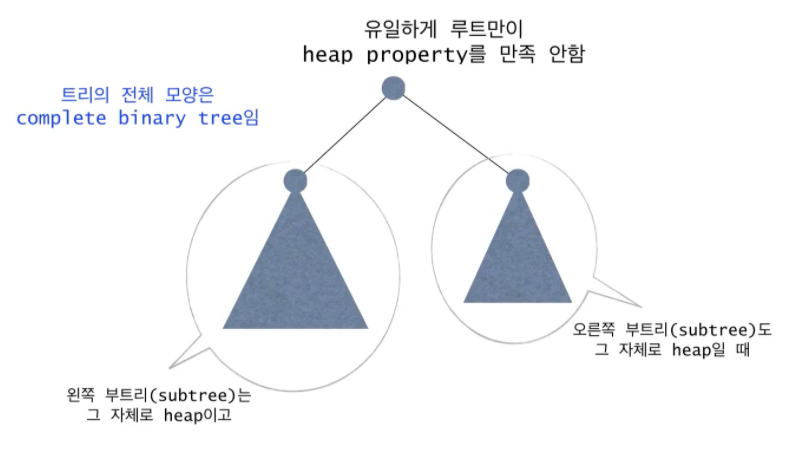 유일하게 루트만이
heap property를 만족 안함
트리의 전체 모양은
complete binary tree임
오른쪽 부트리(subtree)도
그 자체로 heap일 때
왼쪽 부트리(subtree)는
그 자체로 heap이고